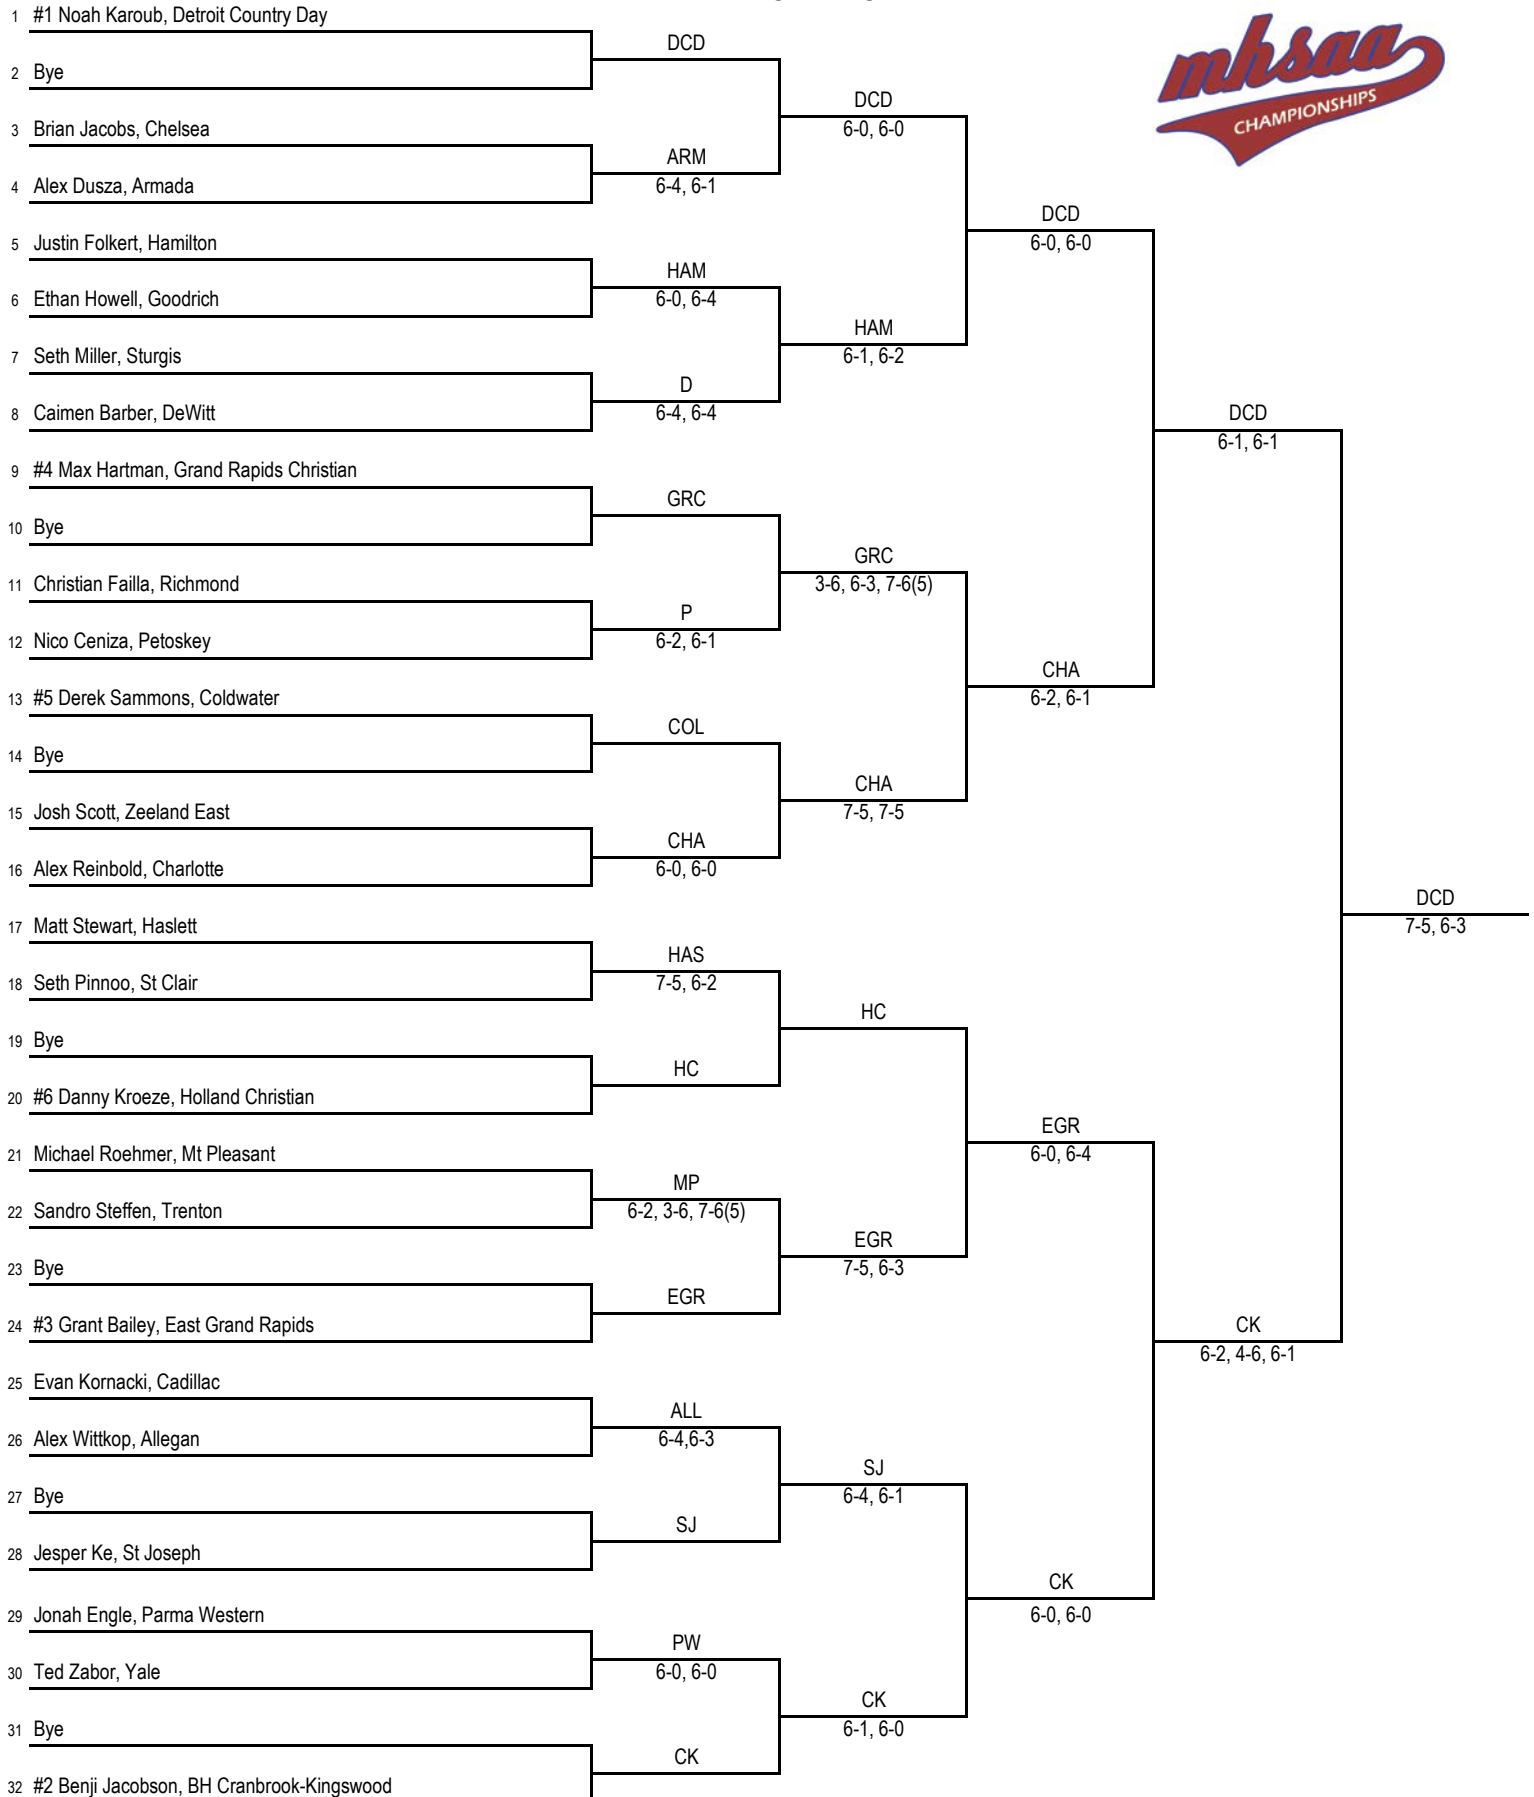 mhsaa
CHAMPIONSHIPS
1 #1 Noah Karoub, Detroit Country Day
DCD
2 Bye
DCD
6-0, 6-0
3 Brian Jacobs, Chelsea
ARM
6-4, 6-1
4 Alex Dusza, Armada
DCD
6-0, 6-0
5 Justin Folkert, Hamilton
HAM
6-0, 6-4
6 Ethan Howell, Goodrich
HAM
6-1, 6-2
7 Seth Miller, Sturgis
D
6-4, 6-4
8 Caimen Barber, DeWitt
DCD
6-1, 6-1
9 #4 Max Hartman, Grand Rapids Christian
GRC
10 Bye
GRC
3-6, 6-3, 7-6(5)
11 Christian Failla, Richmond
P
6-2, 6-1
12 Nico Ceniza, Petoskey
CHA
6-2, 6-1
13 #5 Derek Sammons, Coldwater
COL
14 Bye
CHA
7-5, 7-5
15 Josh Scott, Zeeland East
CHA
6-0, 6-0
16 Alex Reinbold, Charlotte
DCD
7-5, 6-3
17 Matt Stewart, Haslett
HAS
7-5, 6-2
18 Seth Pinnoo, St Clair
HC
19 Bye
HC
20 #6 Danny Kroeze, Holland Christian
EGR
6-0, 6-4
21 Michael Roehmer, Mt Pleasant
MP
6-2, 3-6, 7-6(5)
22 Sandro Steffen, Trenton
EGR
7-5, 6-3
23 Bye
EGR
24 #3 Grant Bailey, East Grand Rapids
CK
6-2, 4-6, 6-1
25 Evan Kornacki, Cadillac
ALL
6-4,6-3
26 Alex Wittkop, Allegan
SJ
6-4, 6-1
27 Bye
SJ
28 Jesper Ke, St Joseph
CK
6-0, 6-0
29 Jonah Engle, Parma Western
PW
6-0, 6-0
30 Ted Zabor, Yale
CK
6-1, 6-0
31 Bye
CK
32 #2 Benji Jacobson, BH Cranbrook-Kingswood